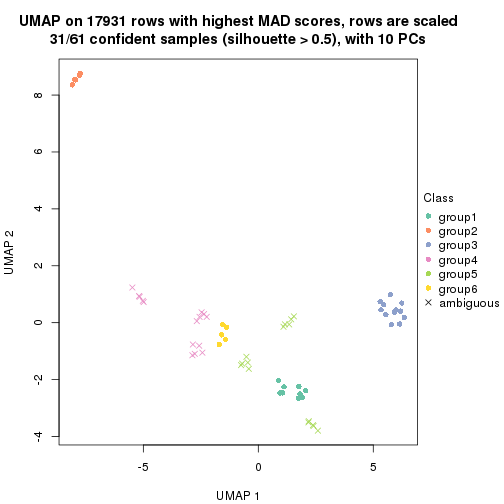 UMAP on 17931 rows with highest MAD scores, rows are scaled
31/61 confident samples (silhouette > 0.5), with 10 PCs
8
6
4
2
0
-2
-4
UMAP 2
-5
0
5
UMAP 1
Class
group1
group2
group3
group4
group5
group6
ambiguous